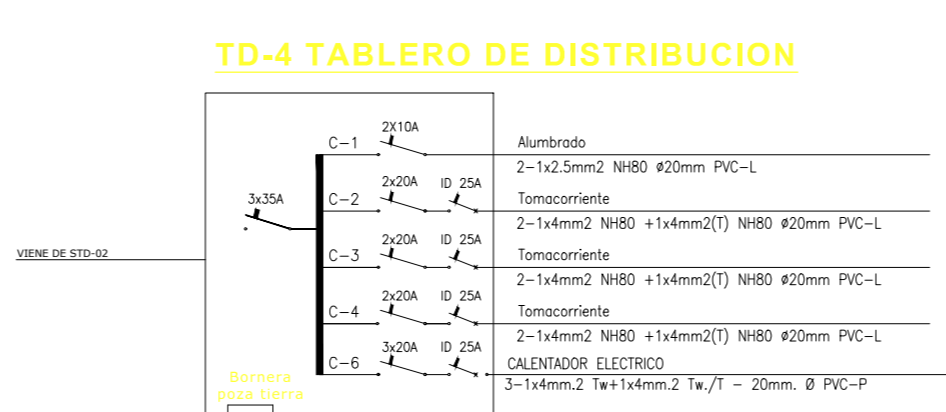 TD-4 TABLERO DE DISTRIBUCION
VIENE DE STD-02
3x35A
C-1 2X10A Alumbrado
2-1x2.5mm2 NH80 ø20mm PVC-L
C-2 2x20A ID 25A Tomacorriente
2-1x4mm2 NH80 +1x4mm2(T) NH80 ø20mm PVC-L
C-3 2x20A ID 25A Tomacorriente
2-1x4mm2 NH80 +1x4mm2(T) NH80 ø20mm PVC-L
C-4 2x20A ID 25A Tomacorriente
2-1x4mm2 NH80 +1x4mm2(T) NH80 ø20mm PVC-L
C-6 3x20A ID 25A CALENTADOR ELECTRICO
3-1x4mm.2 Tw+1x4mm.2 Tw./T - 20mm. Ø PVC-P
Bornera
poza tierra